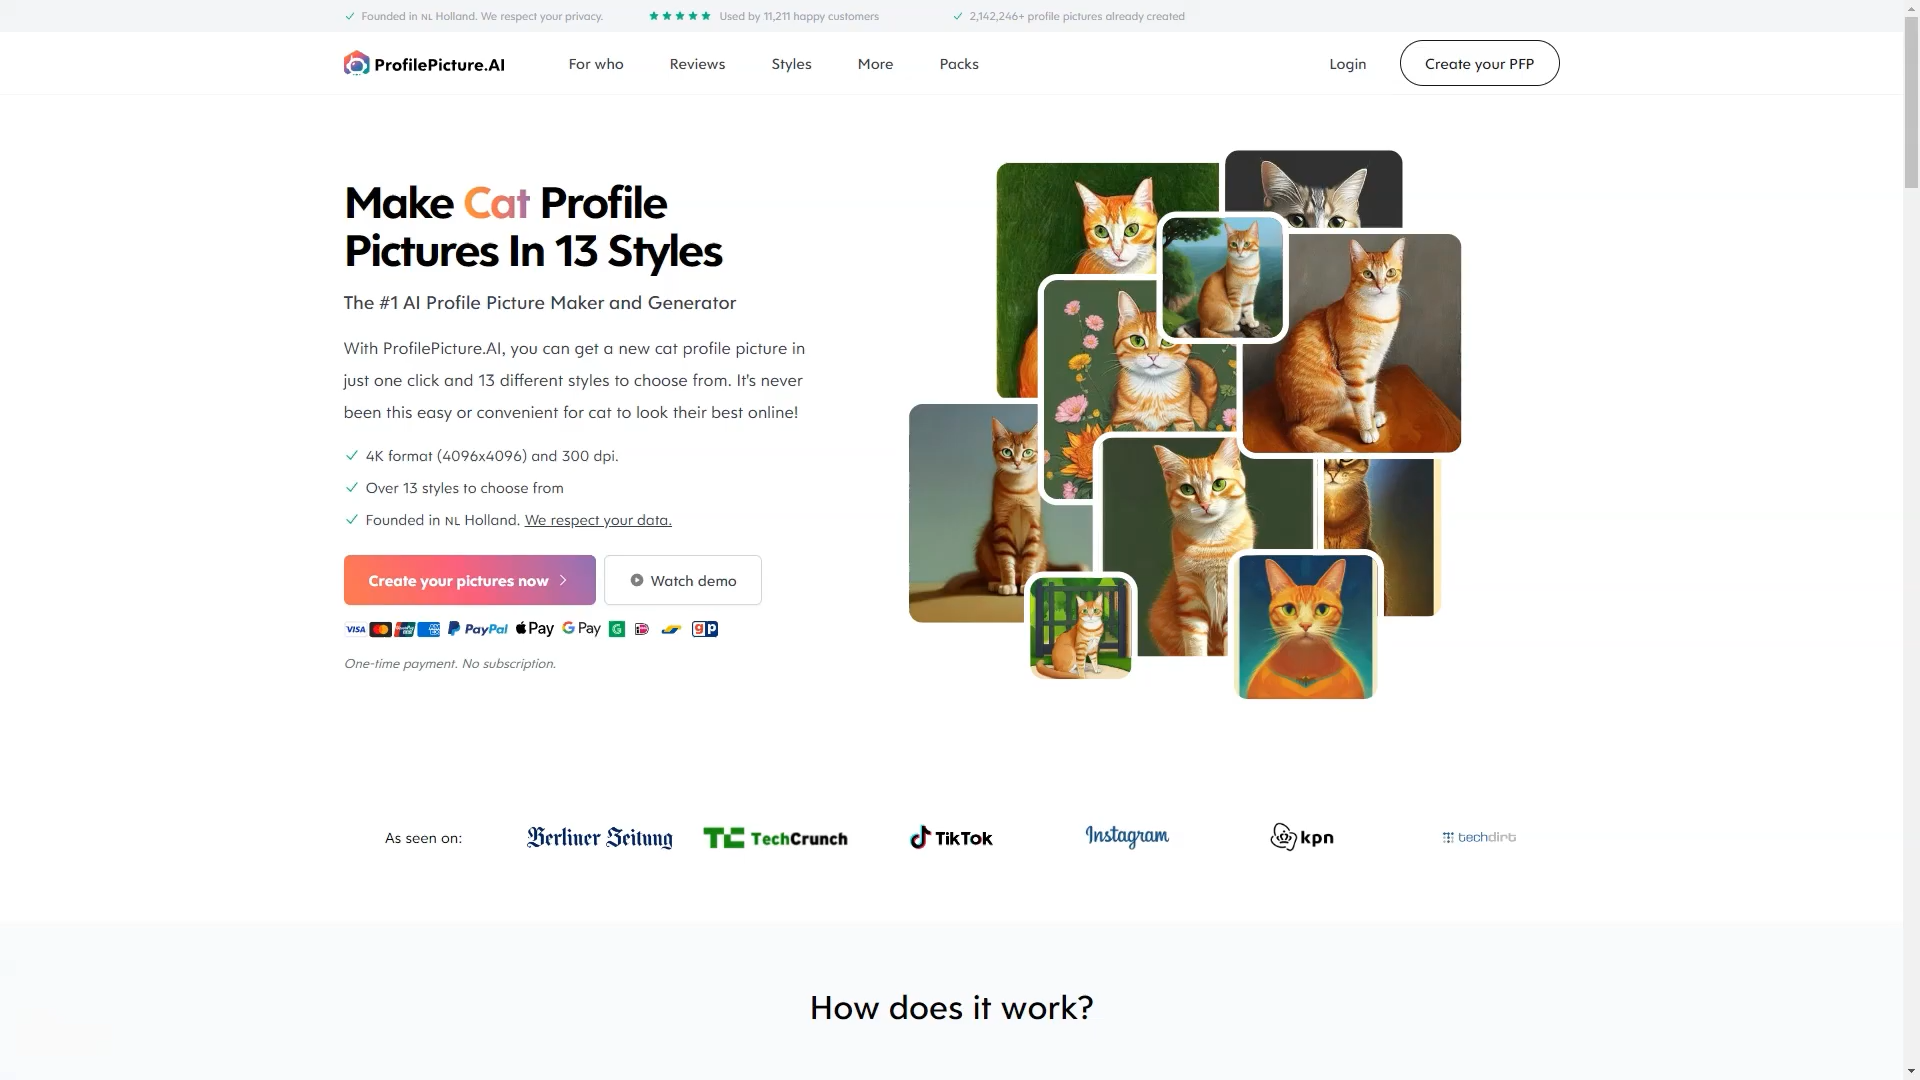 Founded in NL Holland. We respect your privacy.
Used by 11,211 happy customers
2,142,246+ profile pictures already created
ProfilePicture.AI
For who
Reviews
Styles
More
Packs
Login
Create your PFP
Make Cat Profile
Pictures In 13 Styles
The #1 AI Profile Picture Maker and Generator
With ProfilePicture.AI, you can get a new cat profile picture in
just one click and 13 different styles to choose from. It's never
been this easy or convenient for cat to look their best online!
4K format (4096x4096) and 300 dpi.
Over 13 styles to choose from
Founded in NL Holland. We respect your data.
Create your pictures now
Watch demo
VISA
PayPal
Pay
G Pay
G
gp
One-time payment. No subscription.
As seen on:
Berliner Zeitung
TC TechCrunch
TikTok
Instagram
kpn
techdirt
How does it work?